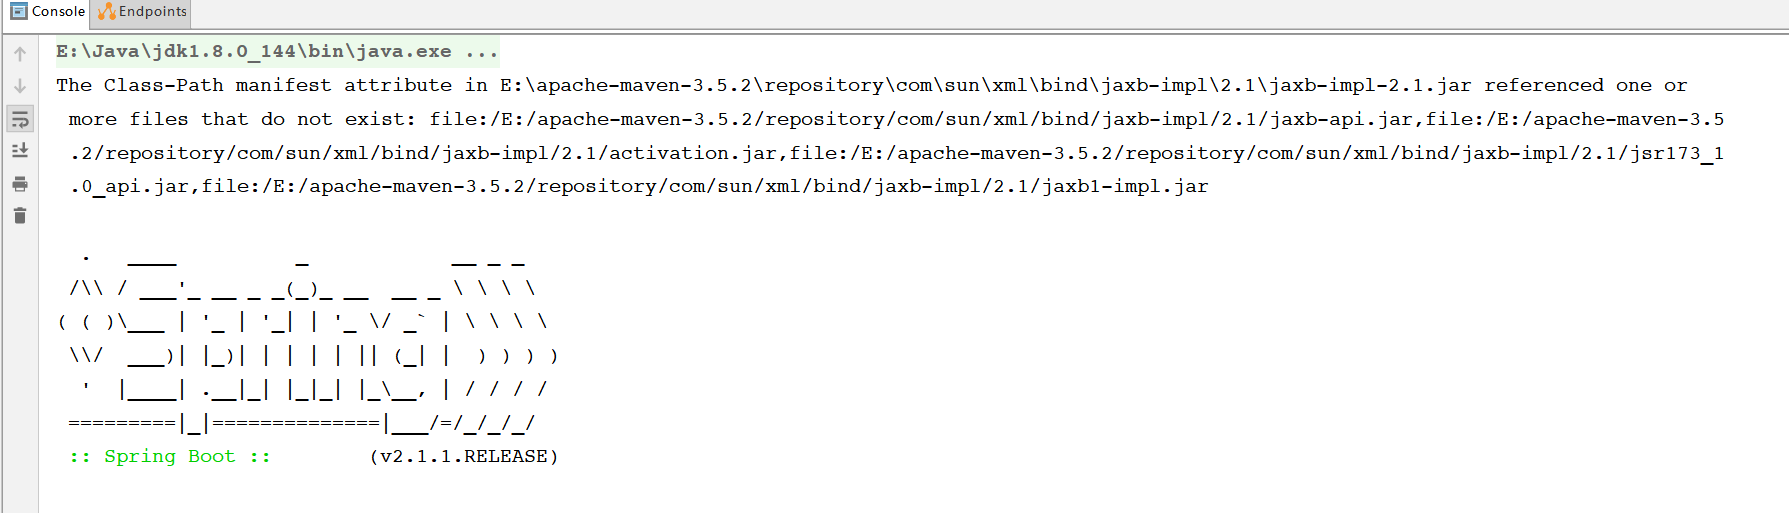 Console Endpoints
E:\Java\jdk1.8.0_144\bin\java.exe ...
The Class-Path manifest attribute in E:\apache-maven-3.5.2\repository\com\sun\xml\bind\jaxb-impl\2.1\jaxb-impl-2.1.jar referenced one or
more files that do not exist: file:/E:/apache-maven-3.5.2/repository/com/sun/xml/bind/jaxb-impl/2.1/jaxb-api.jar,file:/E:/apache-maven-3.5
.2/repository/com/sun/xml/bind/jaxb-impl/2.1/activation.jar,file:/E:/apache-maven-3.5.2/repository/com/sun/xml/bind/jaxb-impl/2.1/jsr173_1
.0_api.jar,file:/E:/apache-maven-3.5.2/repository/com/sun/xml/bind/jaxb-impl/2.1/jaxb1-impl.jar
  .   ____          _            __ _ _
 /\\ / ___'_ __ _ _(_)_ __  __ _ \ \ \ \
( ( )\___ | '_ | '_| | '_ \/ _` | \ \ \ \
 \\/  ___)| |_)| | | | | || (_| |  ) ) ) )
  '  |____| .__|_| |_|_| |_\__, | / / / /
 =========|_|==============|___/=/_/_/_/
 :: Spring Boot ::        (v2.1.1.RELEASE)